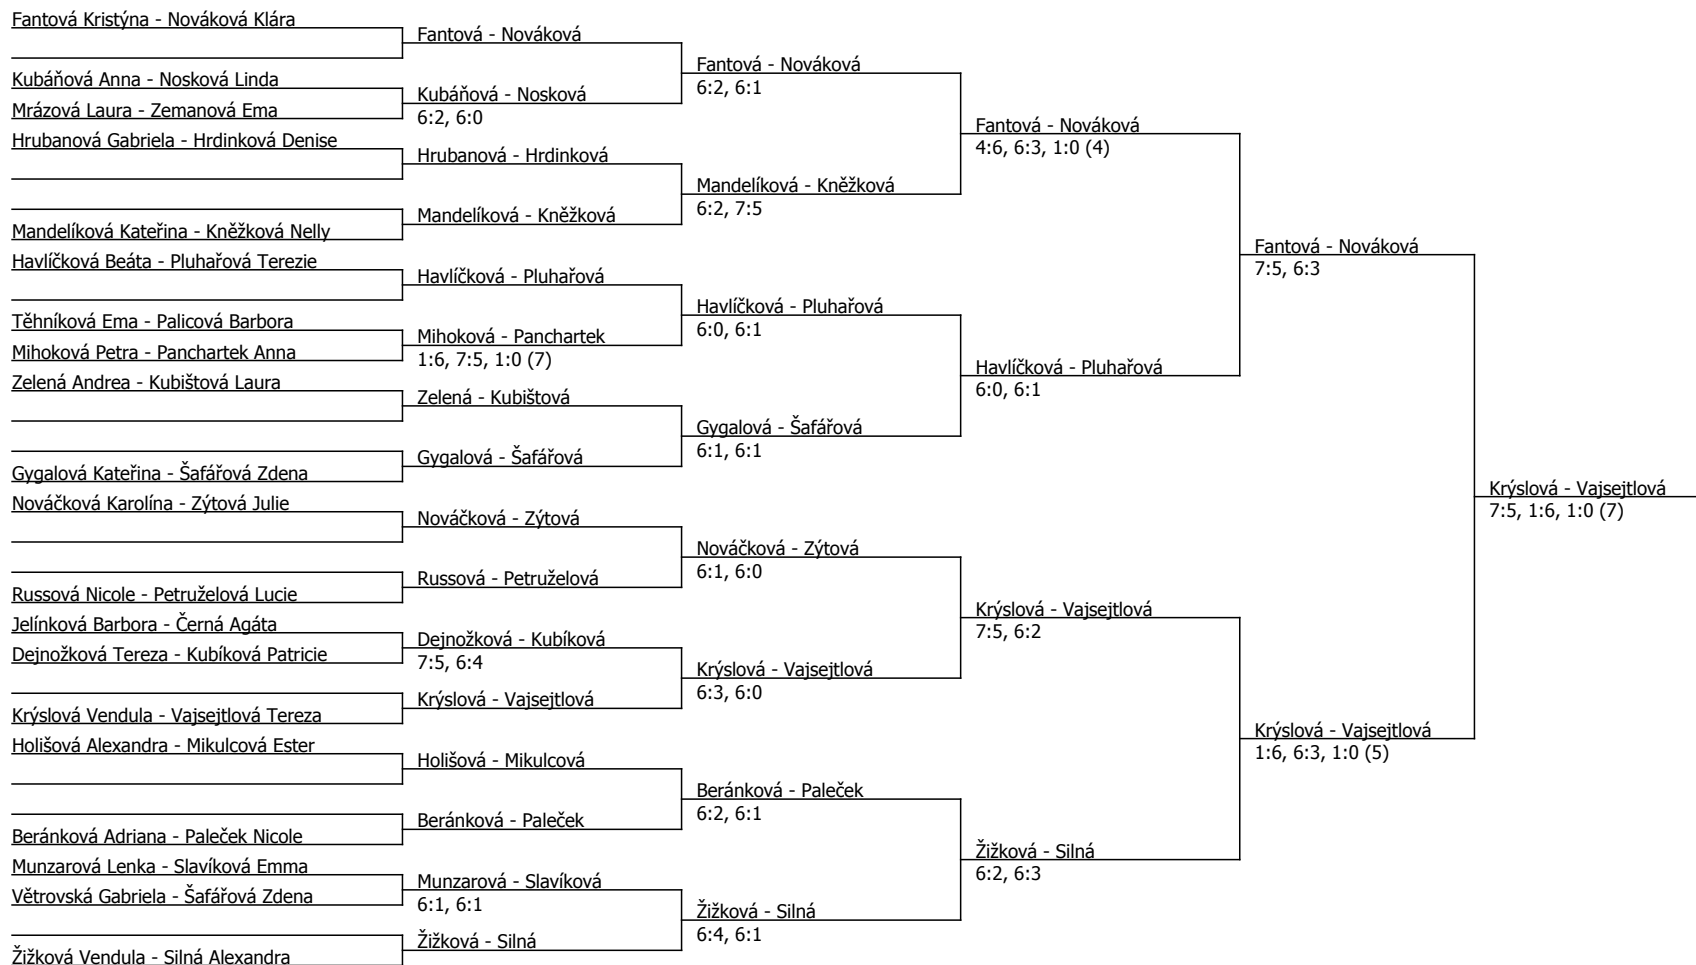 Fantová Kristýna - Nováková Klára
Kubáňová Anna - Nosková Linda
Mrázová Laura - Zemanová Ema
Hrubanová Gabriela - Hrdinková Denise
Mandelíková Kateřina - Kněžková Nelly
Havlíčková Beáta - Pluhařová Terezie
Těhníková Ema - Palicová Barbora
Mihoková Petra - Panchartek Anna
Zelená Andrea - Kubištová Laura
Gygalová Kateřina - Šafářová Zdena
Nováčková Karolína - Zýtová Julie
Russová Nicole - Petruželová Lucie
Jelínková Barbora - Černá Agáta
Dejnožková Tereza - Kubíková Patricie
Krýslová Vendula - Vajsejtlová Tereza
Holišová Alexandra - Mikulcová Ester
Beránková Adriana - Paleček Nicole
Munzarová Lenka - Slavíková Emma
Větrovská Gabriela - Šafářová Zdena
Žižková Vendula - Silná Alexandra
Fantová - Nováková
Kubáňová - Nosková
6:2, 6:0
Hrubanová - Hrdinková
Mandelíková - Kněžková
Havlíčková - Pluhařová
Mihoková - Panchartek
1:6, 7:5, 1:0 (7)
Zelená - Kubištová
Gygalová - Šafářová
Nováčková - Zýtová
Russová - Petruželová
Dejnožková - Kubíková
7:5, 6:4
Krýslová - Vajsejtlová
Holišová - Mikulcová
Beránková - Paleček
Munzarová - Slavíková
6:1, 6:1
Žižková - Silná
Fantová - Nováková
6:2, 6:1
Mandelíková - Kněžková
6:2, 7:5
Havlíčková - Pluhařová
6:0, 6:1
Gygalová - Šafářová
6:1, 6:1
Nováčková - Zýtová
6:1, 6:0
Krýslová - Vajsejtlová
6:3, 6:0
Beránková - Paleček
6:2, 6:1
Žižková - Silná
6:4, 6:1
Fantová - Nováková
4:6, 6:3, 1:0 (4)
Havlíčková - Pluhařová
6:0, 6:1
Krýslová - Vajsejtlová
7:5, 6:2
Žižková - Silná
6:2, 6:3
Fantová - Nováková
7:5, 6:3
Krýslová - Vajsejtlová
1:6, 6:3, 1:0 (5)
Krýslová - Vajsejtlová
7:5, 1:6, 1:0 (7)